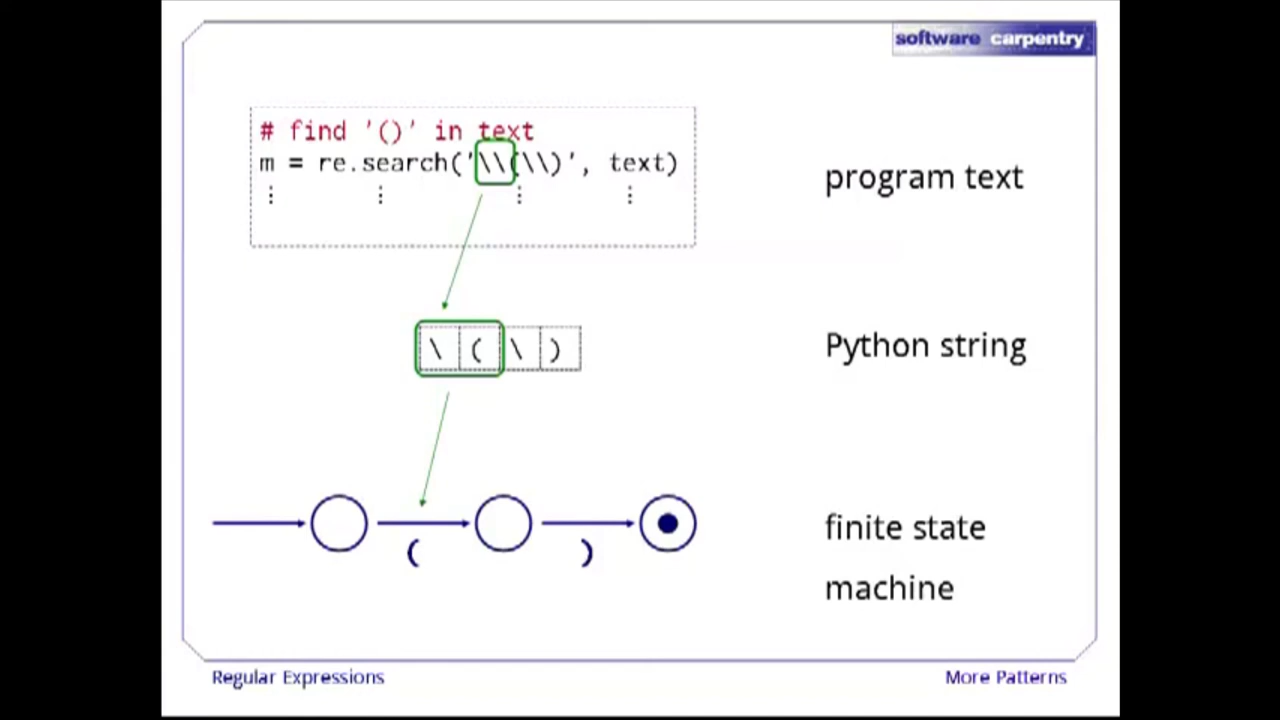 software carpentry
# find '()' in text
m = re.search('\\(\\)', text)
⋮ ⋮ ⋮ ⋮
program text
\ ( \ )
Python string
( )
finite state
machine
Regular Expressions
More Patterns